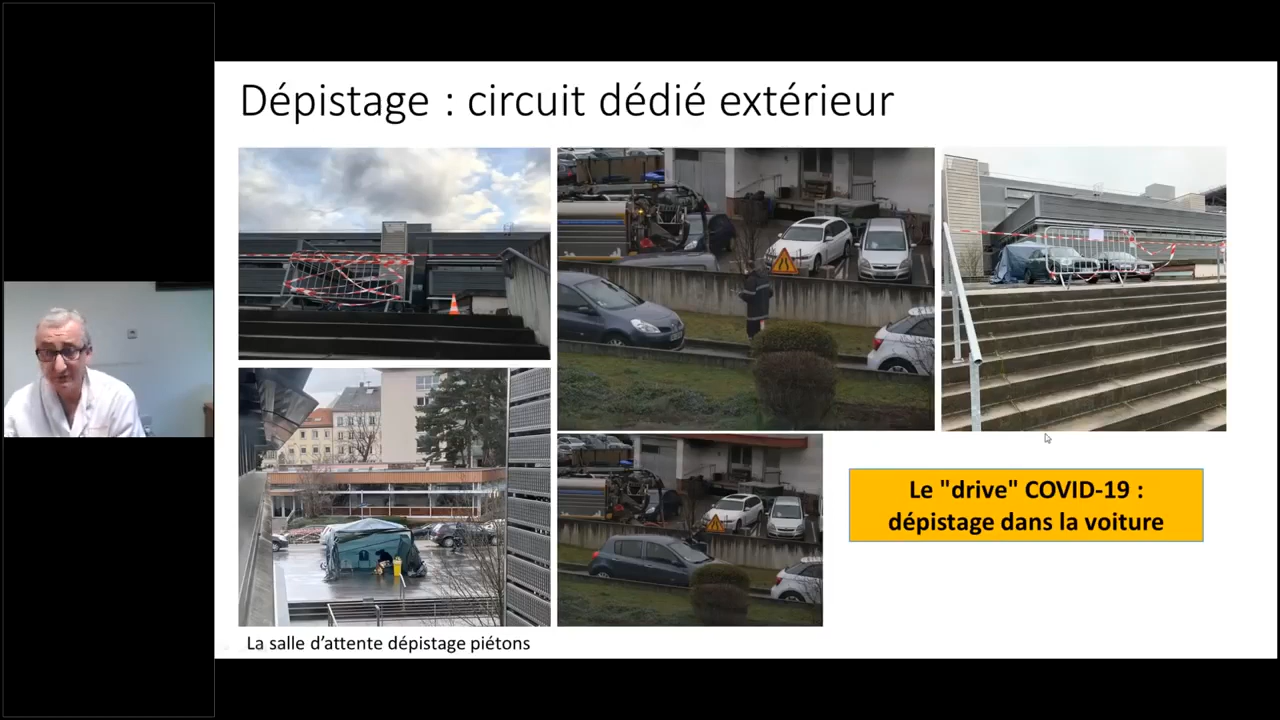 Dépistage : circuit dédié extérieur
Le "drive" COVID-19 :
dépistage dans la voiture
La salle d'attente dépistage piétons